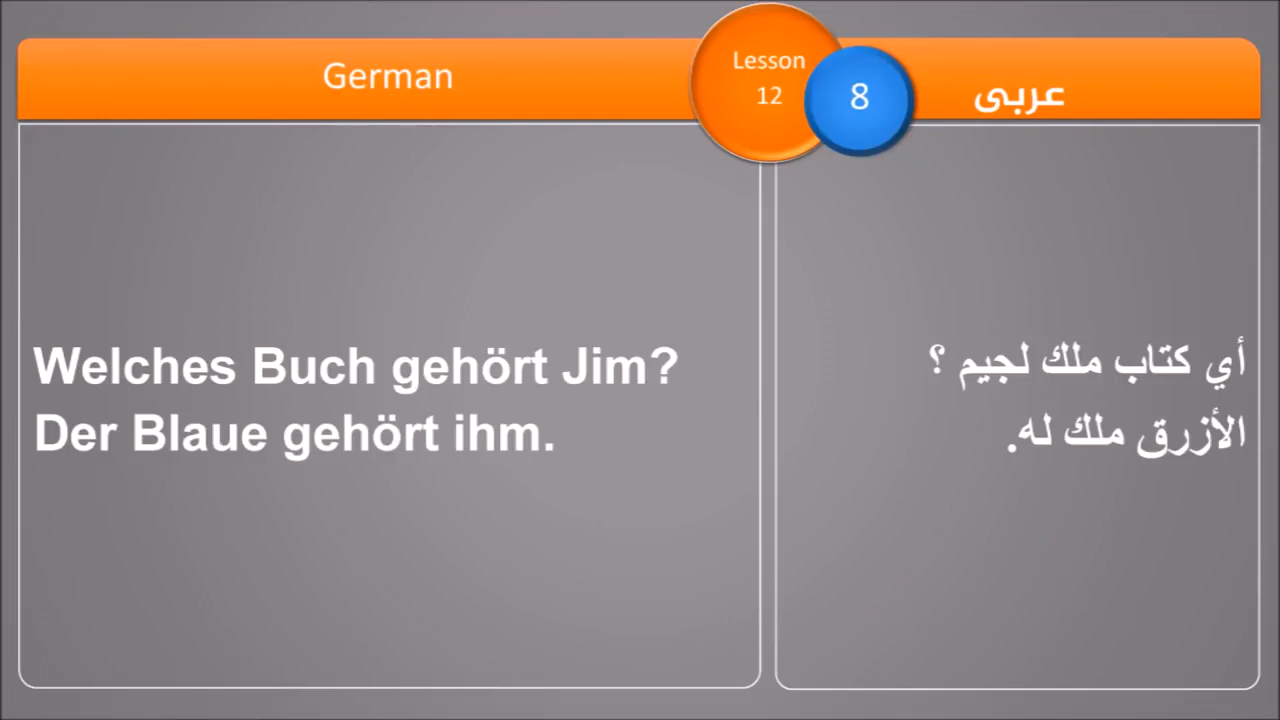 German
Lesson
12
8
عربى
Welches Buch gehört Jim?
Der Blaue gehört ihm.
أي كتاب ملك لجيم ؟
الأزرق ملك له.